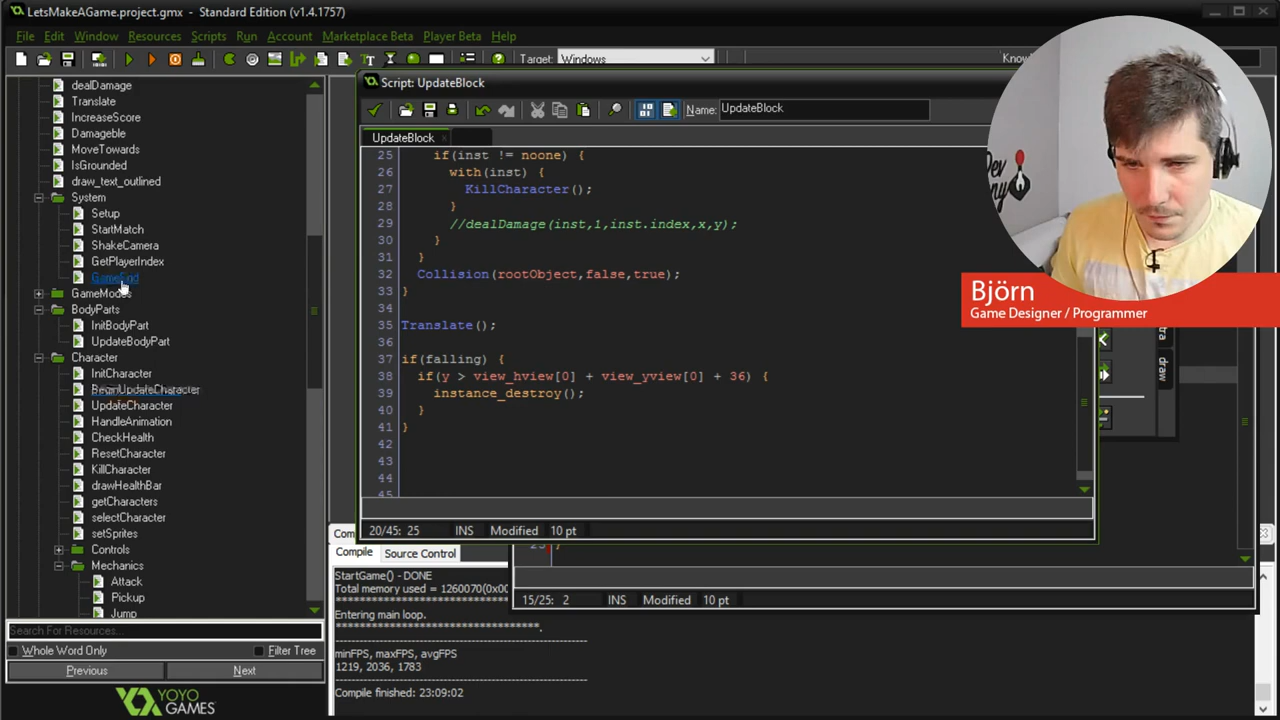 LetsMakeAGame.project.gmx - Standard Edition (v1.4.1757)
File Edit Window Resources Scripts Run Account Marketplace Beta Player Beta Help
Target: Windows
dealDamage
Translate
IncreaseScore
Damageble
MoveTowards
IsGrounded
draw_text_outlined
System
Setup
StartMatch
ShakeCamera
GetPlayerIndex
GameEnd
GameModes
BodyParts
InitBodyPart
UpdateBodyPart
Character
InitCharacter
BeginUpdateCharacter
UpdateCharacter
HandleAnimation
CheckHealth
ResetCharacter
KillCharacter
drawHealthBar
getCharacters
selectCharacter
setSprites
Controls
Mechanics
Attack
Pickup
Jump
Search For Resources...
Whole Word Only Filter Tree
Previous Next
YOYO
GAMES
Script: UpdateBlock
Name: UpdateBlock
UpdateBlock
25 if(inst != noone) {
26 with(inst) {
27 KillCharacter();
28 }
29 //dealDamage(inst,1,inst.index,x,y);
30 }
31 }
32 Collision(rootObject,false,true);
33 }
34
35 Translate();
36
37 if(falling) {
38 if(y > view_hview[0] + view_yview[0] + 36) {
39 instance_destroy();
40 }
41 }
42
43
44
45
20/45: 25 INS Modified 10 pt
15/25: 2 INS Modified 10 pt
Compile Source Control
StartGame() - DONE
Entering main loop.
minFPS, maxFPS, avgFPS
1219, 2036, 1783
Compile finished: 23:09:02
draw
Björn
Game Designer / Programmer